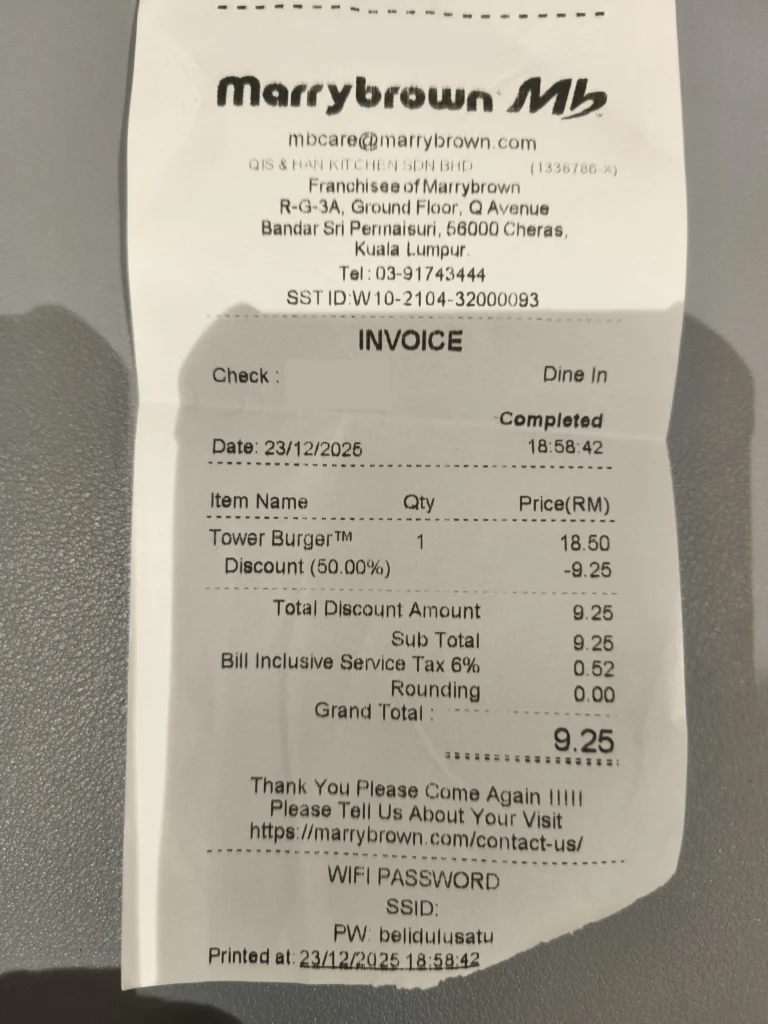 Marrybrown Mb
mbcare@marrybrown.com
QIS & HAN KITCHEN SDN BHD (1336786-X)
Franchisee of Marrybrown
R-G-3A, Ground Floor, Q Avenue
Bandar Sri Permaisuri, 56000 Cheras,
Kuala Lumpur.
Tel : 03-91743444
SST ID:W10-2104-32000093
INVOICE
Check : Dine In
Completed
Date: 23/12/2025 18:58:42
Item Name Qty Price(RM)
Tower Burger™ 1 18.50
Discount (50.00%) -9.25
Total Discount Amount 9.25
Sub Total 9.25
Bill Inclusive Service Tax 6% 0.52
Rounding 0.00
Grand Total :
9.25
Thank You Please Come Again !!!!!
Please Tell Us About Your Visit
https://marrybrown.com/contact-us/
WIFI PASSWORD
SSID:
PW: belidulusatu
Printed at: 23/12/2025 18:58:42